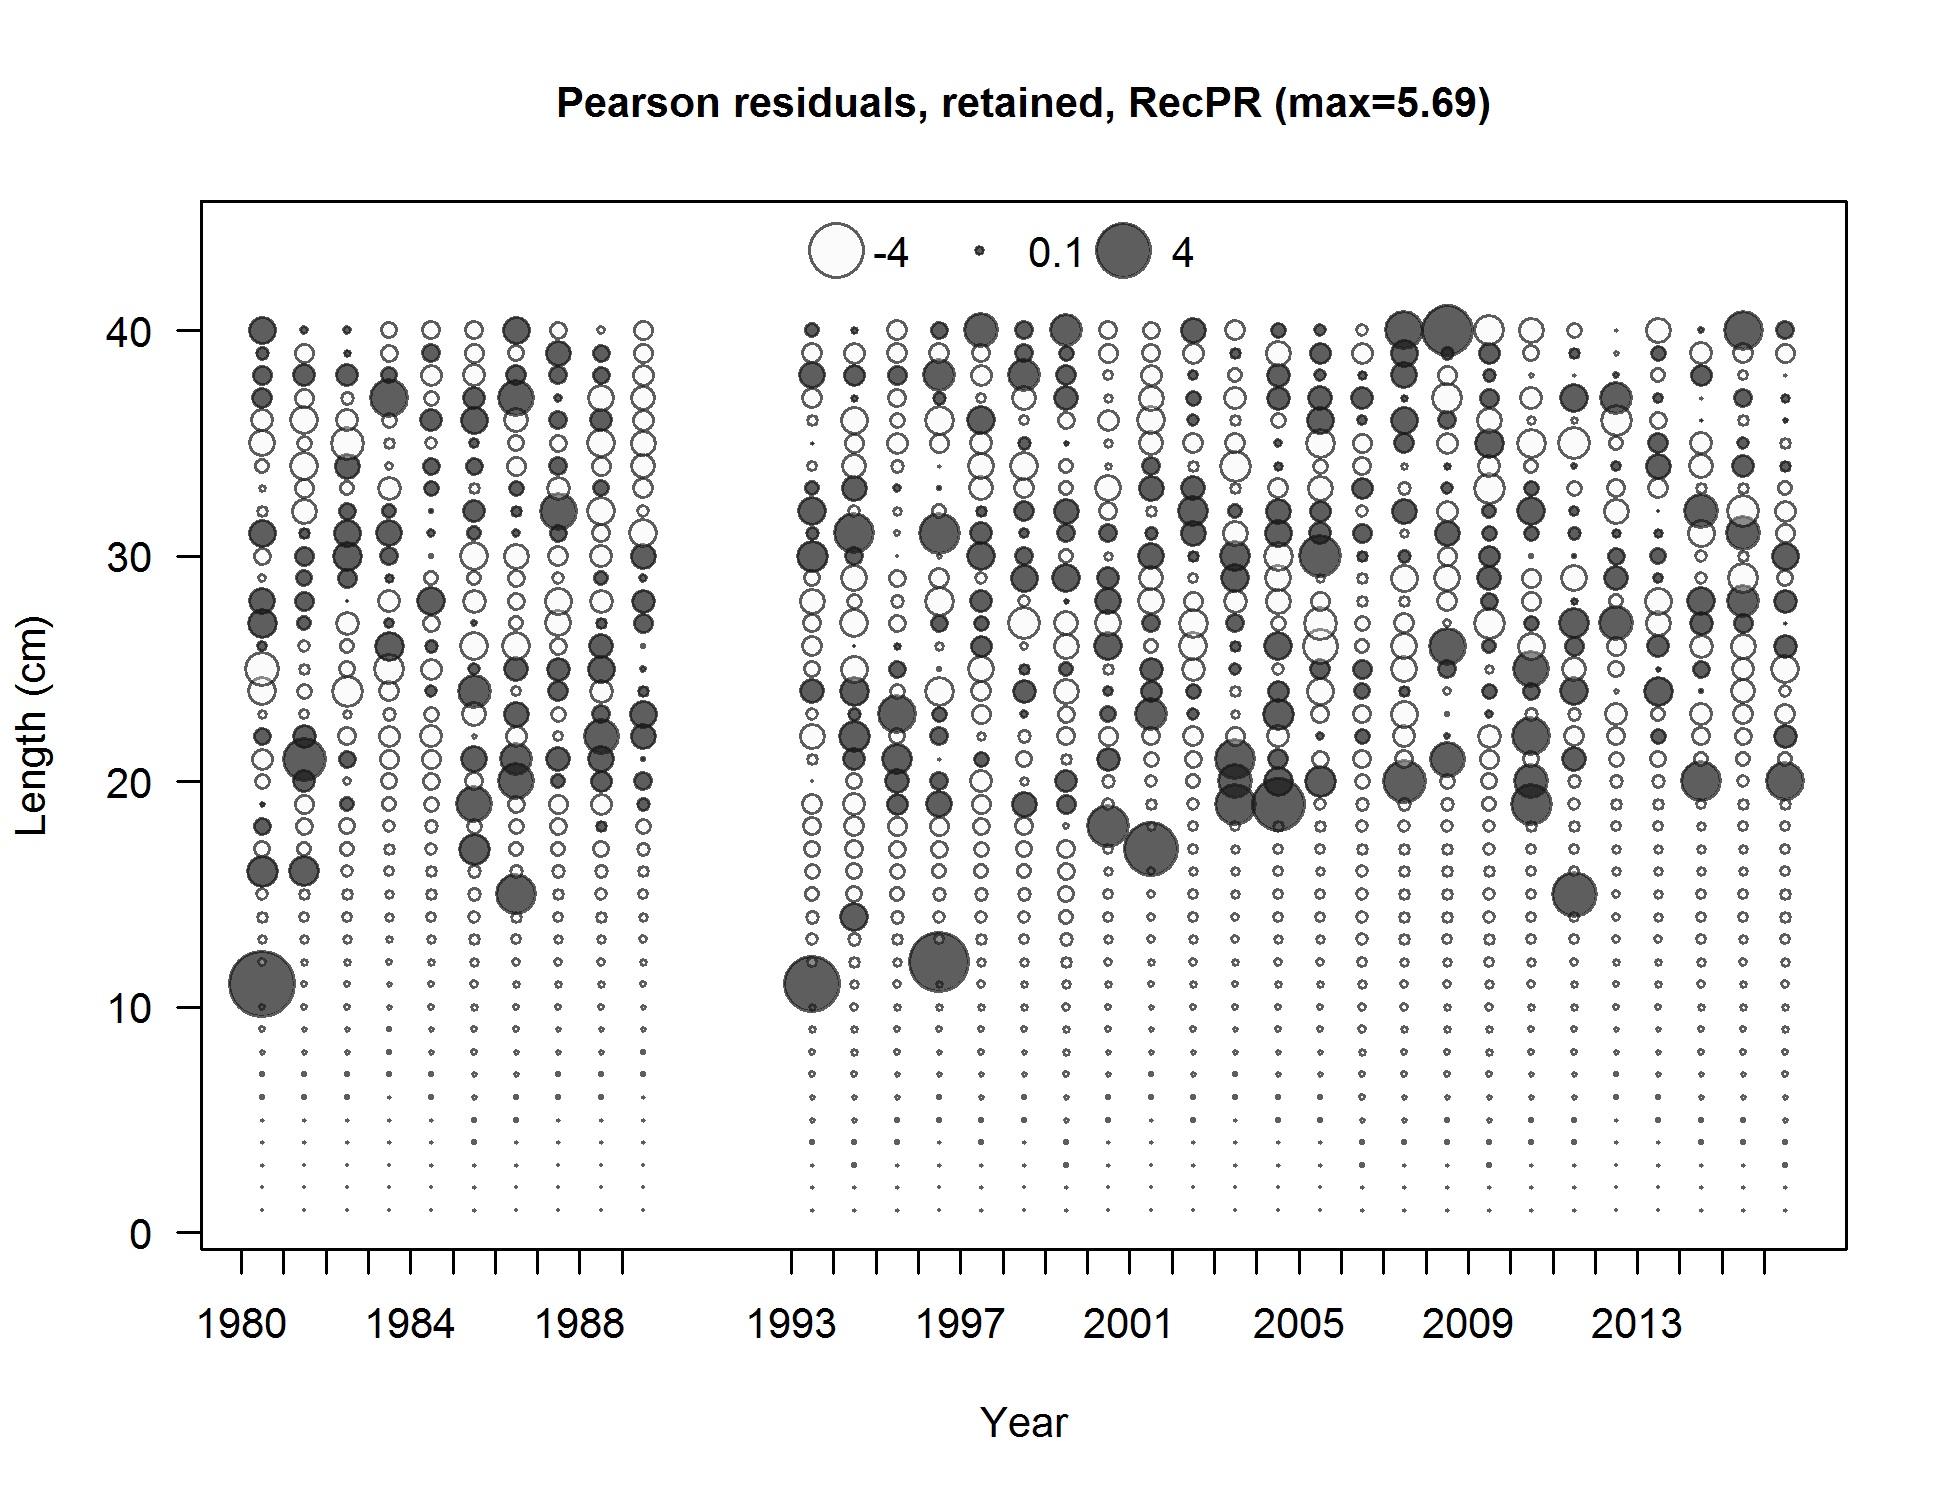 Pearson residuals, retained, RecPR (max=5.69)
-4 0.1 4
40
30
20
10
0
Length (cm)
1980 1984 1988 1993 1997 2001 2005 2009 2013
Year